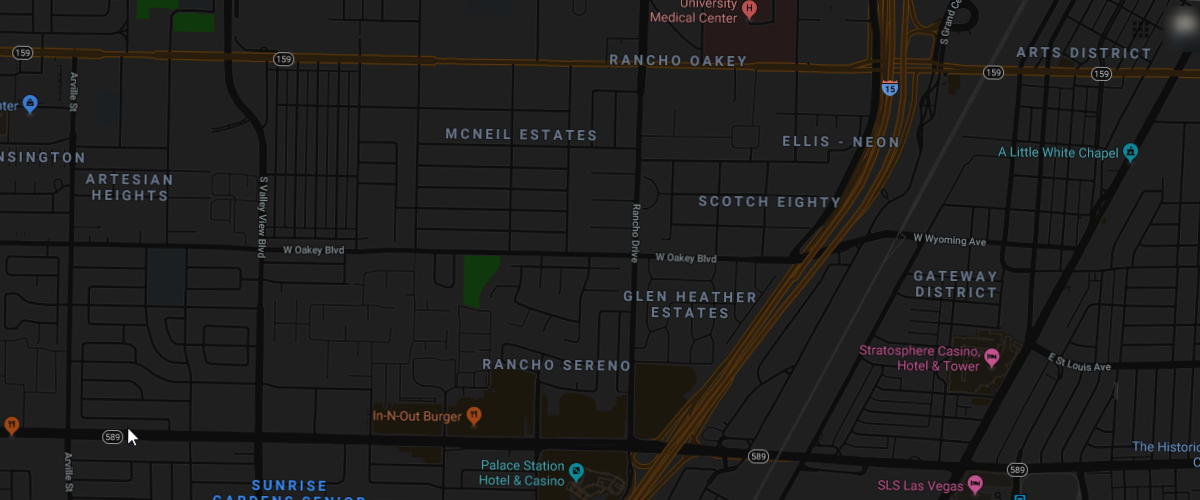 University
Medical Center
H
S Grand Ce
159
159
RANCHO OAKEY
15
159
159
ARTS DISTRICT
Arville St
nter
MCNEIL ESTATES
ELLIS - NEON
A Little White Chapel
NSINGTON
ARTESIAN
HEIGHTS
S Valley View Blvd
SCOTCH EIGHTY
Rancho Drive
W Oakey Blvd
W Oakey Blvd
W Wyoming Ave
GATEWAY
DISTRICT
GLEN HEATHER
ESTATES
Stratosphere Casino,
Hotel & Tower
E St Louis Ave
RANCHO SERENO
In-N-Out Burger
589
589
589
The Historic
Arville St
Palace Station
Hotel & Casino
SLS Las Vegas
SUNRISE
GARDENS SENIOR